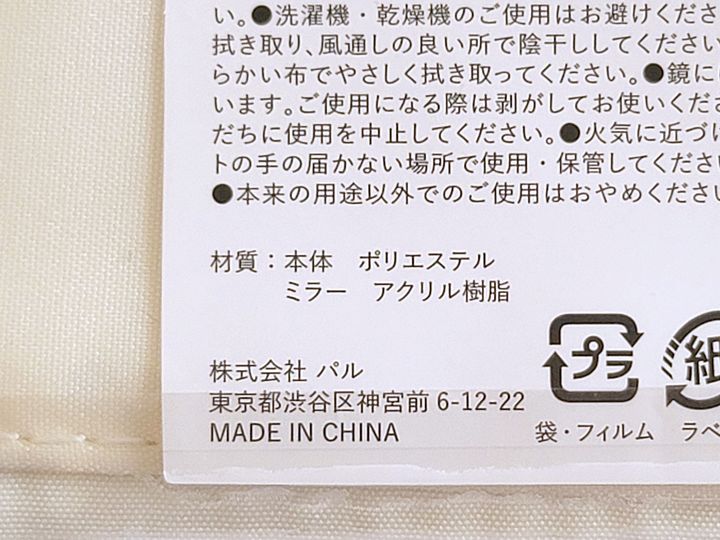 い。●洗濯機・乾燥機のご使用はお避けくださ
拭き取り、風通しの良い所で陰干ししてください
らかい布でやさしく拭き取ってください。●鏡に
います。ご使用になる際は剥がしてお使いくださ
だちに使用を中止してください。●火気に近づけ
トの手の届かない場所で使用・保管してくださ
●本来の用途以外でのご使用はおやめください
材質：本体 ポリエステル
ミラー アクリル樹脂
株式会社 パル
東京都渋谷区神宮前 6-12-22
MADE IN CHINA
プラ
袋・フィルム
紙
ラベ